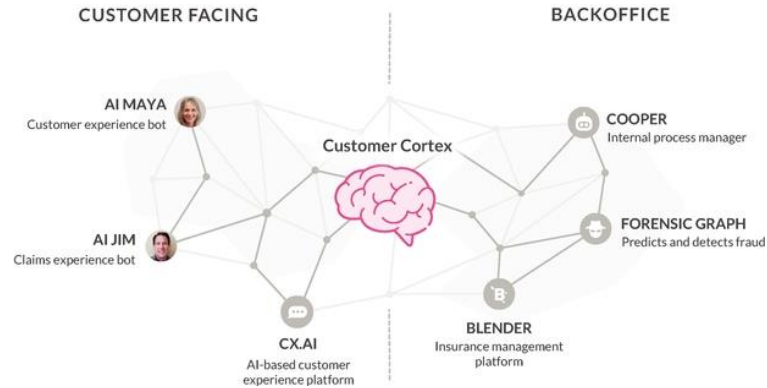 CUSTOMER FACING
BACKOFFICE
AI MAYA
Customer experience bot
COOPER
Internal process manager
Customer Cortex
AI JIM
Claims experience bot
FORENSIC GRAPH
Predicts and detects fraud
CX.AI
AI-based customer
experience platform
B
BLENDER
Insurance management
platform